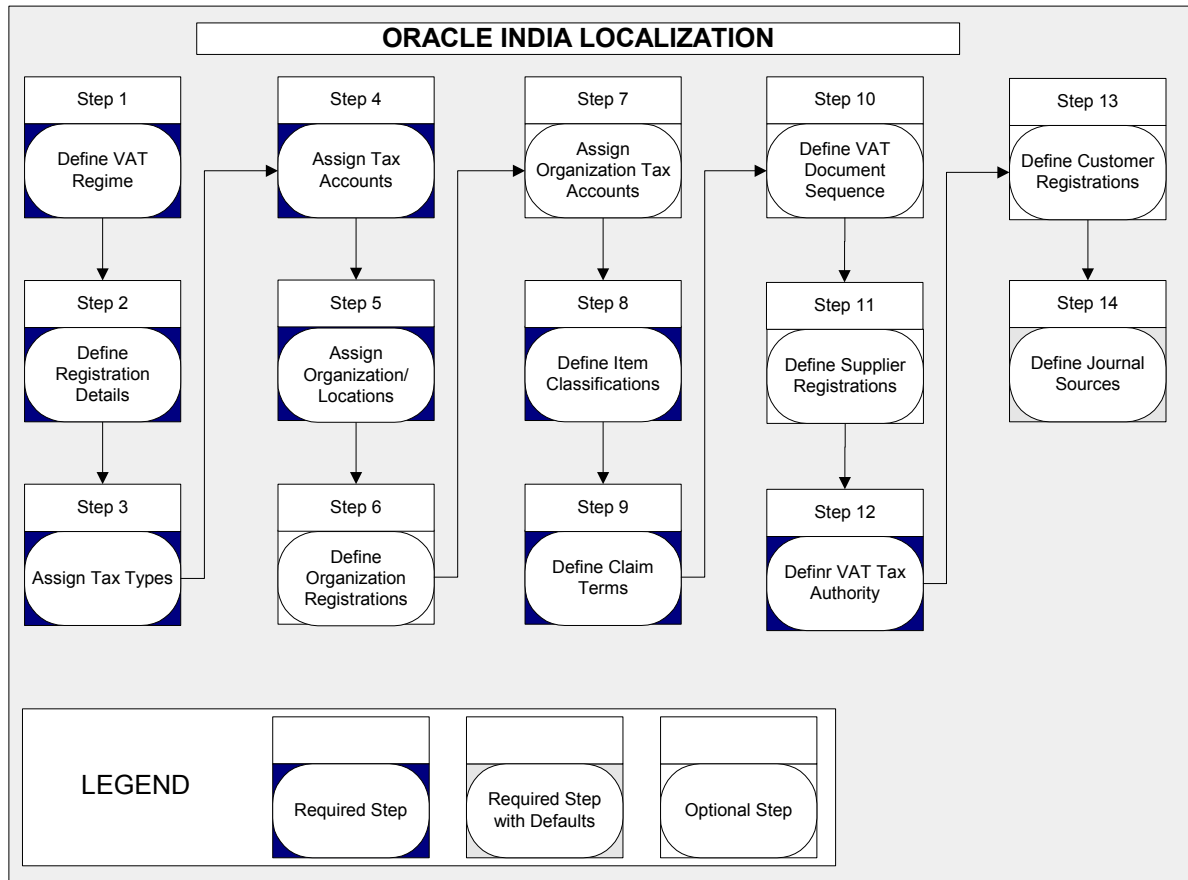 ORACLE INDIA LOCALIZATION
Step 1
Define VAT
Regime
Step 2
Define
Registration
Details
Step 3
Assign Tax Types
Step 4
Assign Tax
Accounts
Step 5
Assign
Organization/
Locations
Step 6
Define
Organization
Registrations
Step 7
Assign
Organization Tax
Accounts
Step 8
Define Item
Classifications
Step 9
Define Claim
Terms
Step 10
Define VAT
Document
Sequence
Step 11
Define Supplier
Registrations
Step 12
Definr VAT Tax
Authority
Step 13
Define Customer
Registrations
Step 14
Define Journal
Sources
LEGEND
Required Step
Required Step
with Defaults
Optional Step